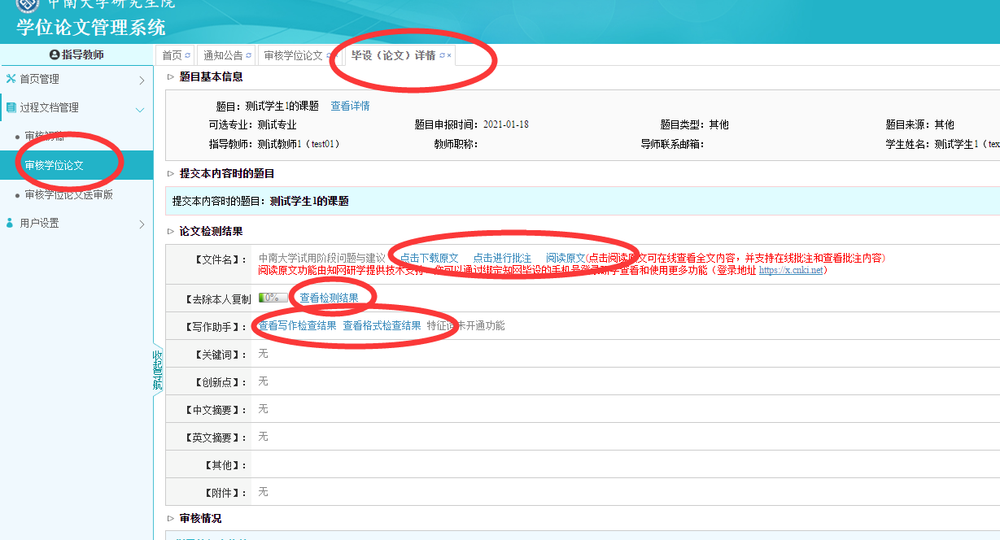 中南大学研究生院
学位论文管理系统
指导教师
首页
通知公告
审核学位论文
毕设（论文）详情
首页管理
过程文档管理
审核初稿
审核学位论文
审核学位论文送审版
用户设置
收起导航
题目基本信息
题目：测试学生1的课题 查看详情
可选专业：测试专业 题目申报时间：2021-01-18 题目类型：其他 题目来源：其他
指导教师：测试教师1（test01） 教师职称： 导师联系邮箱： 学生姓名：测试学生1（tex
提交本内容时的题目
提交本内容时的题目：测试学生1的课题
论文检测结果
【文件名】： 中南大学试用阶段问题与建议 点击下载原文 点击进行批注 阅读原文(点击阅读原文可在线查看全文内容，并支持在线批注和查看批注内容)
阅读原文功能由知网研学提供技术支持，你可以通过绑定知网毕设的手机号登录研学查看和使用更多功能（登录地址 https://x.cnki.net）
【去除本人复制 0% 查看检测结果
【写作助手】： 查看写作检查结果 查看格式检查结果 特征词未开通功能
【关键词】： 无
【创新点】： 无
【中文摘要】： 无
【英文摘要】： 无
【其他】：
【附件】： 无
审核情况